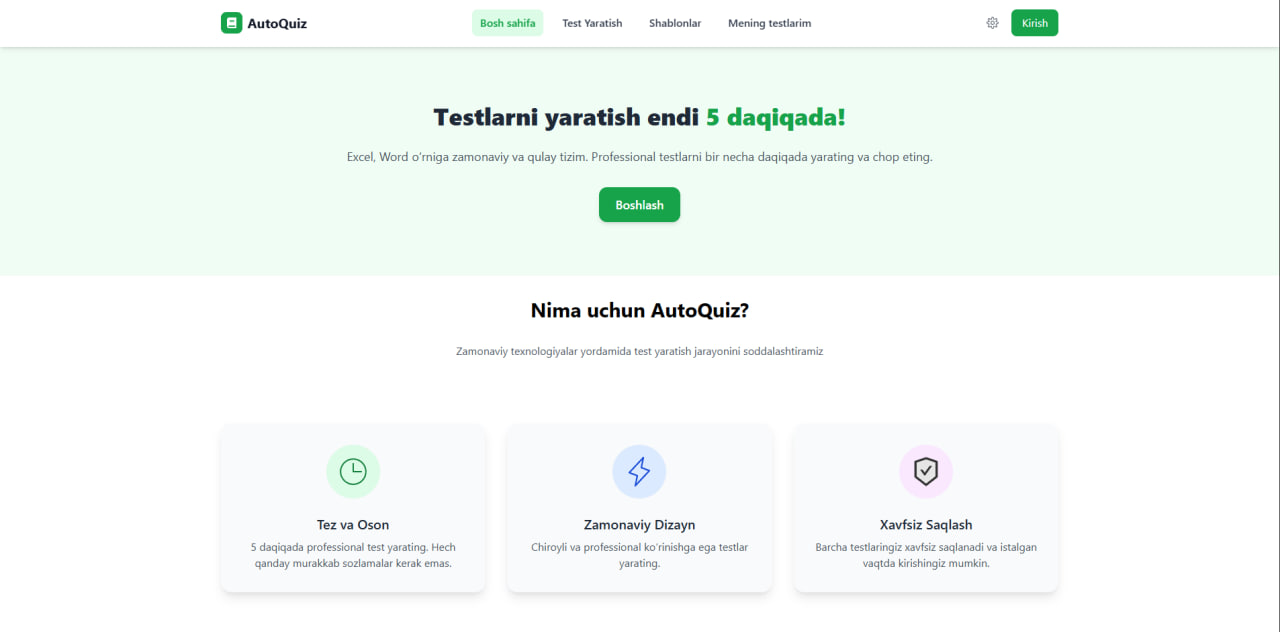 AutoQuiz
Bosh sahifa
Test Yaratish
Shablonlar
Mening testlarim
Kirish
Testlarni yaratish endi 5 daqiqada!
Excel, Word o‘rniga zamonaviy va qulay tizim. Professional testlarni bir necha daqiqada yarating va chop eting.
Boshlash
Nima uchun AutoQuiz?
Zamonaviy texnologiyalar yordamida test yaratish jarayonini soddalashtiramiz
Tez va Oson
5 daqiqada professional test yarating. Hech
qanday murakkab sozlamalar kerak emas.
Zamonaviy Dizayn
Chiroyli va professional ko‘rinishga ega testlar
yarating.
Xavfsiz Saqlash
Barcha testlaringiz xavfsiz saqlanadi va istalgan
vaqtda kirishingiz mumkin.